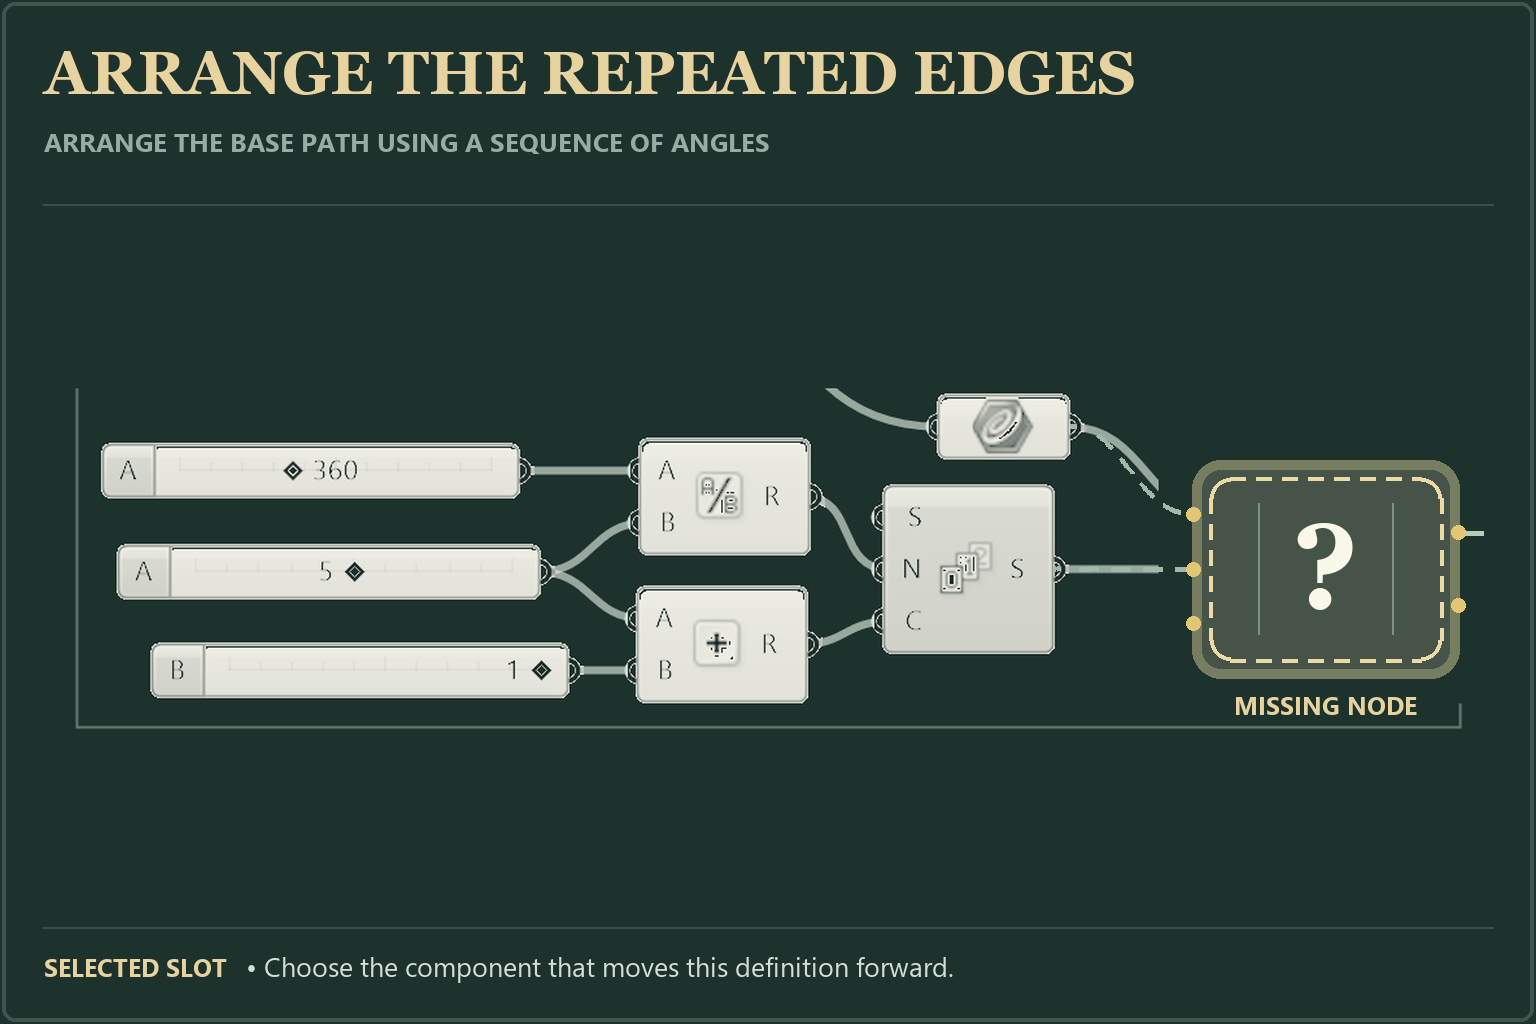 ARRANGE THE REPEATED EDGES
ARRANGE THE BASE PATH USING A SEQUENCE OF ANGLES
A 360
A B R
A 5
S N C S
A B R
B 1
?
MISSING NODE
SELECTED SLOT • Choose the component that moves this definition forward.